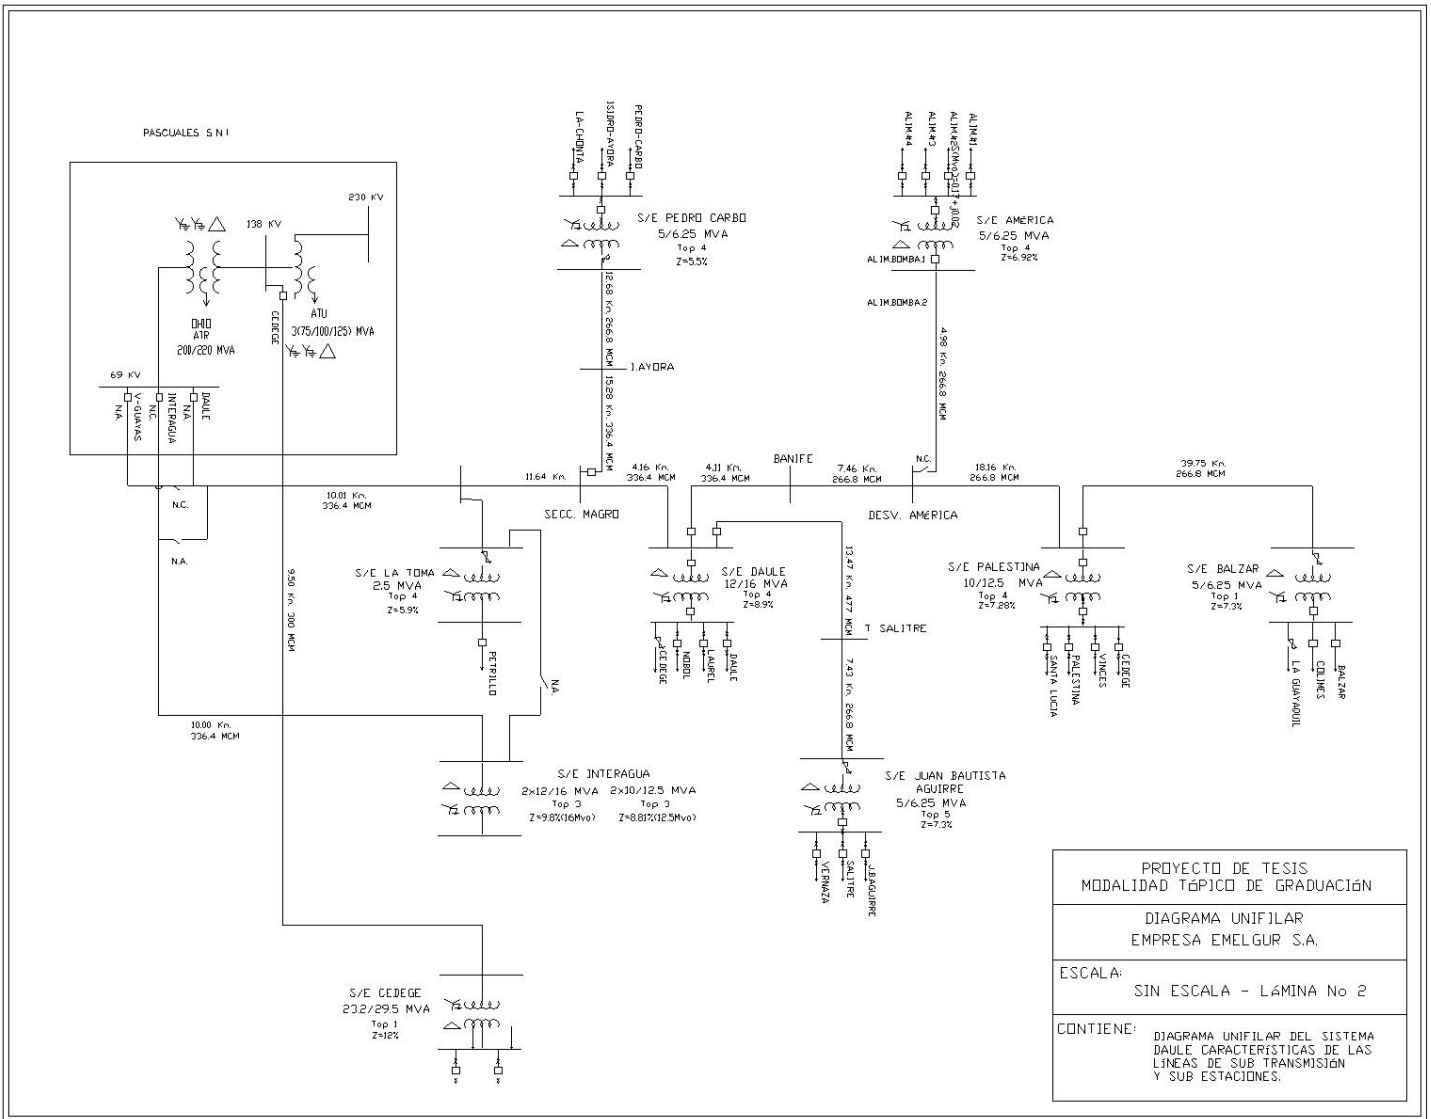 PASCUALES S N I
230 KV
138 KV
OHIO
ATR
200/220 MVA
ATU
3(75/100/125) MVA
CEDEGE
69 KV
V-GUAYAS
N.A.
INTERAGUA
N.C.
DAULE
N.A.
N.C.
N.A.
LA-CHONTA
ISIDRO-AYORA
PEDRO-CARBO
S/E PEDRO CARBO
5/6.25 MVA
Top 4
Z=5.5%
12.68 Km. 266.8 MCM
I.AYORA
15.28 Km. 336.4 MCM
ALIM.#4
ALIM.#3
ALIM.#2
ALIM.#1
S/E AMéRICA
5/6.25 MVA
Top 4
Z=6.92%
ALIM.BOMBA.1
ALIM.BOMBA.2
4.98 Km. 266.8 MCM
10.01 Km.
336.4 MCM
11.64 Km.
SECC. MAGRO
4.16 Km.
336.4 MCM
4.11 Km.
336.4 MCM
BANIFE
7.46 Km.
266.8 MCM
N.C.
DESV. AMéRICA
18.16 Km.
266.8 MCM
39.75 Km.
266.8 MCM
S/E LA TOMA
2.5 MVA
Top 4
Z=5.9%
PETRILLO
N.A.
S/E DAULE
12/16 MVA
Top 4
Z=8.9%
CEDEGE
NOBOL
LAUREL
DAULE
13.47 Km. 477 MCM
T SALITRE
7.43 Km. 266.8 MCM
S/E PALESTINA
10/12.5 MVA
Top 4
Z=7.28%
SANTA LUCIA
PALESTINA
VINCES
CEDEGE
S/E BALZAR
5/6.25 MVA
Top 1
Z=7.3%
LA GUAYAQUIL
COLIMES
BALZAR
9.50 Km. 300 MCM
10.00 Km.
336.4 MCM
S/E INTERAGUA
2x12/16 MVA 2x10/12.5 MVA
Top 3 Top 3
Z=9.8%(16Mva) Z=8.81%(12.5Mva)
S/E JUAN BAUTISTA
AGUIRRE
5/6.25 MVA
Top 5
Z=7.3%
VERNAZA
SALITRE
J.B.AGUIRRE
S/E CEDEGE
23.2/29.5 MVA
Top 1
Z=12%
PROYECTO DE TESIS
MODALIDAD TóPICO DE GRADUACIóN
DIAGRAMA UNIFILAR
EMPRESA EMELGUR S.A.
ESCALA:
SIN ESCALA - LáMINA No 2
CONTIENE:
DIAGRAMA UNIFILAR DEL SISTEMA
DAULE CARACTERíSTICAS DE LAS
LíNEAS DE SUB TRANSMISIóN
Y SUB ESTACIONES.